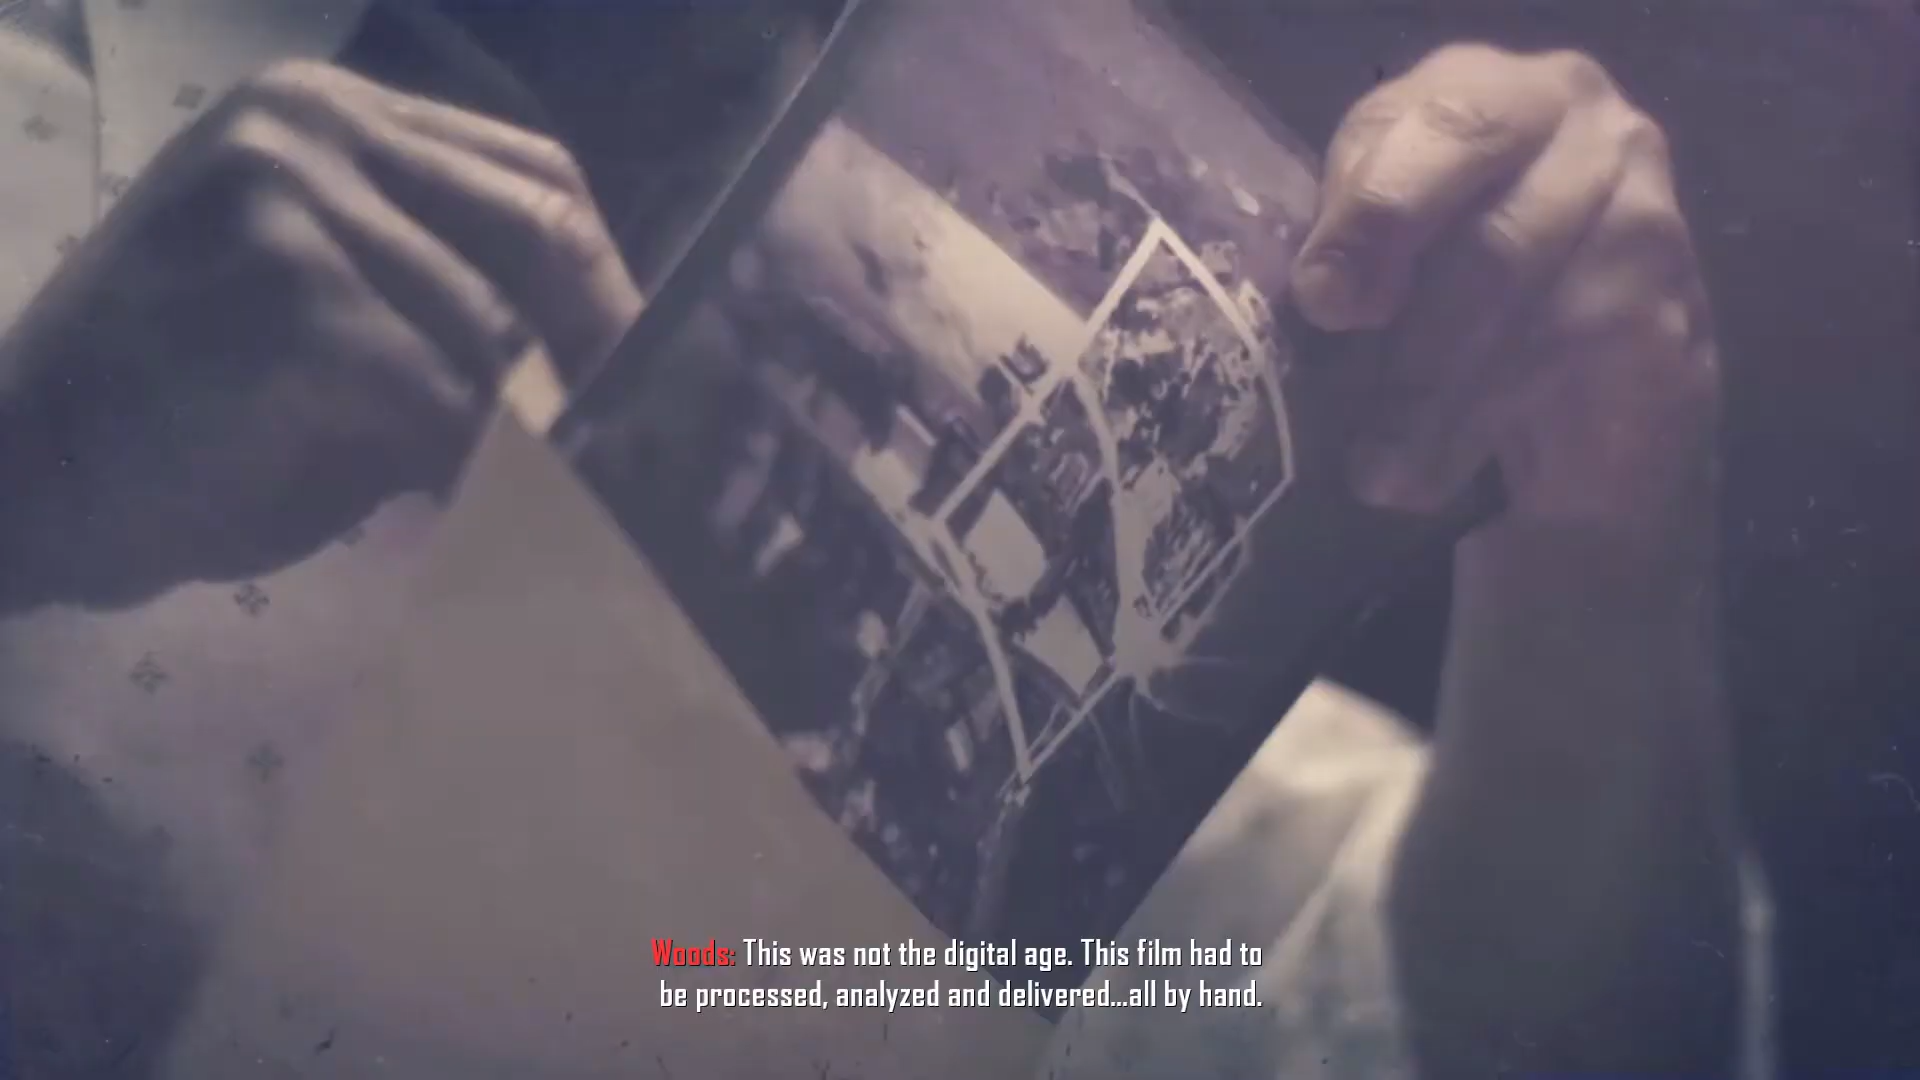 Woods: This was not the digital age. This film had to
be processed, analyzed and delivered...all by hand.